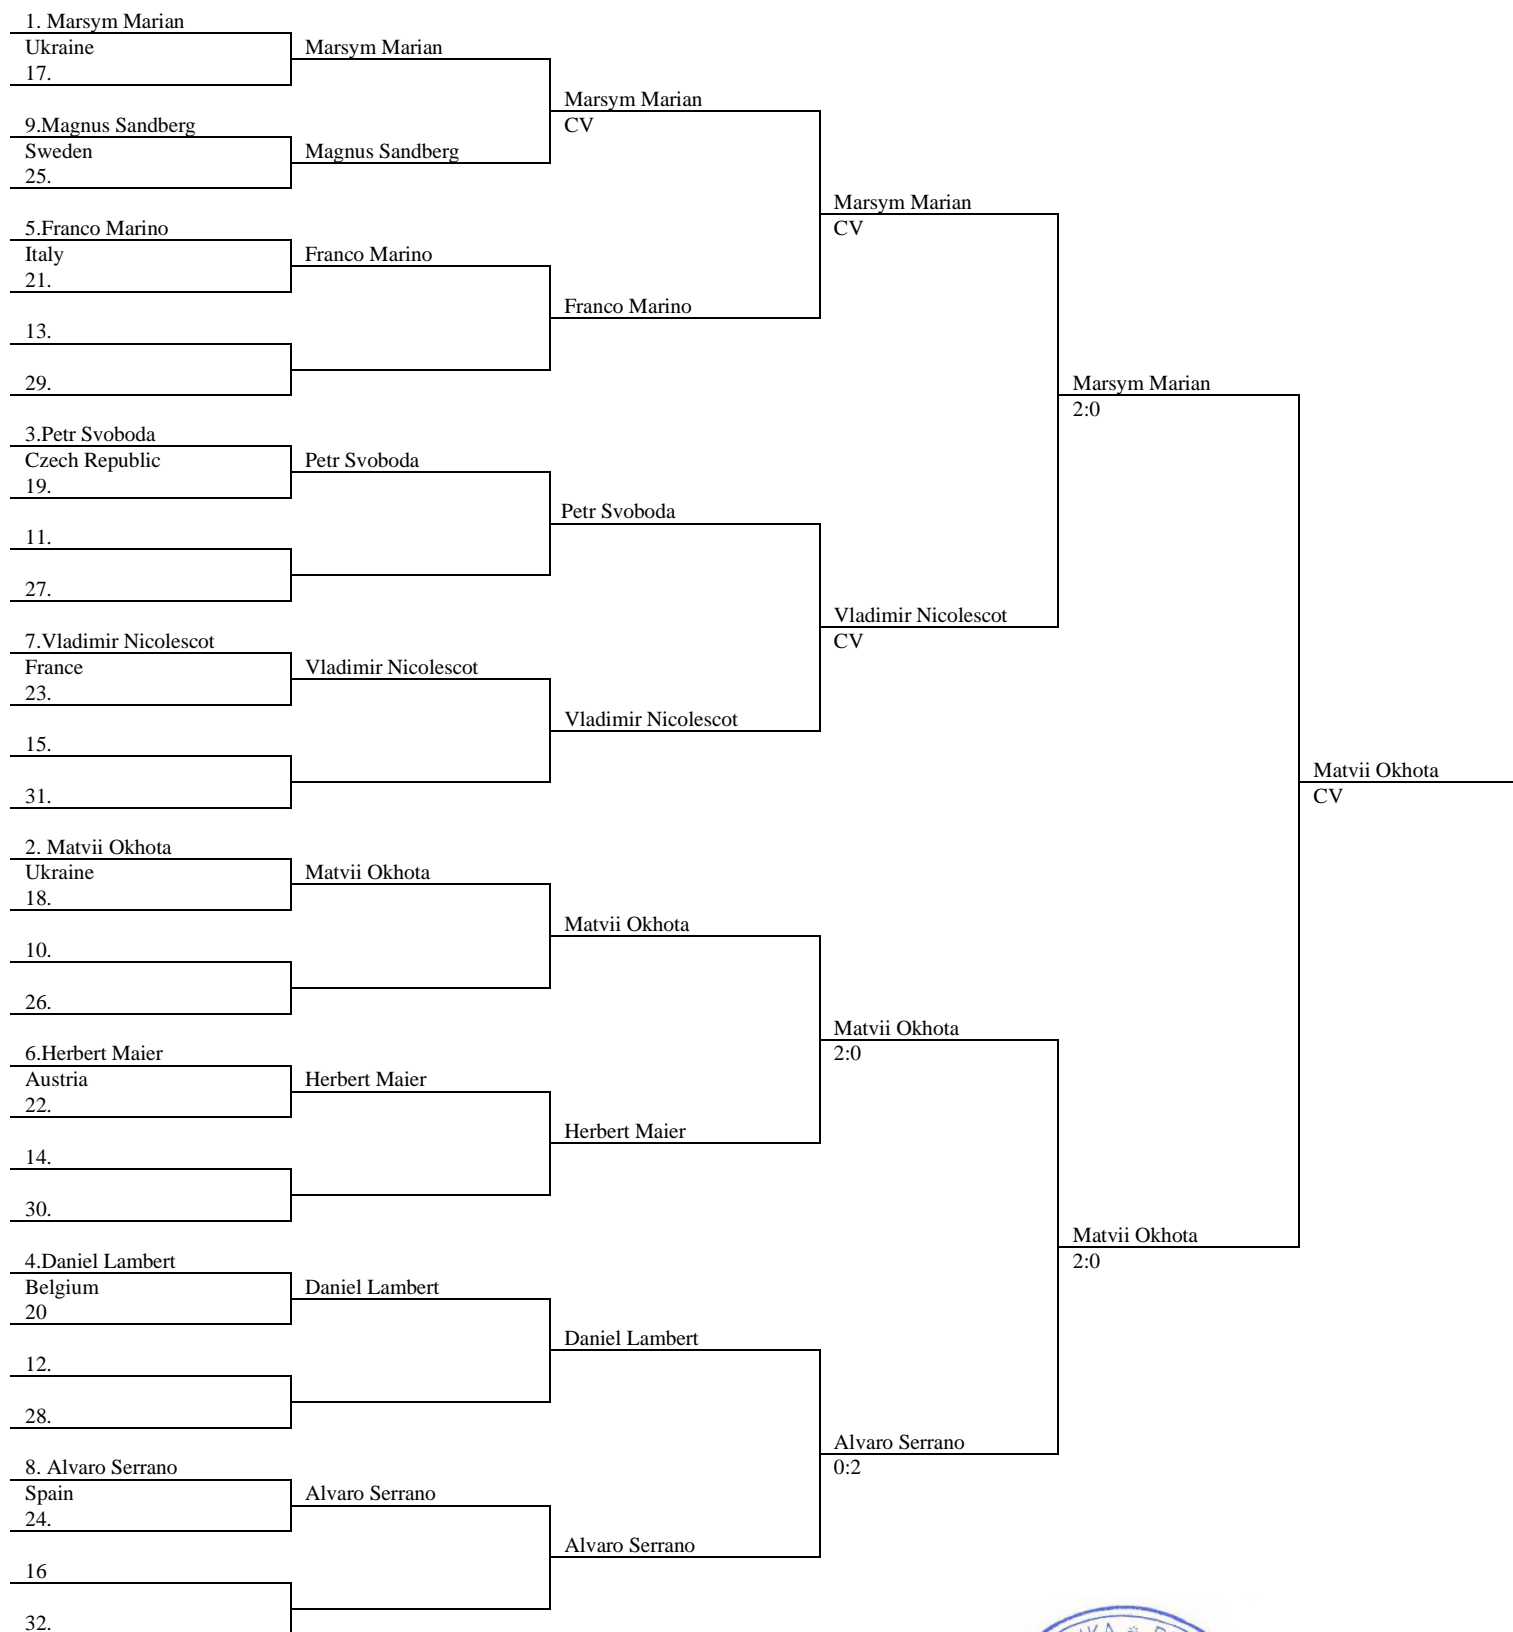 1. Marsym Marian
Ukraine
17.
9.Magnus Sandberg
Sweden
25.
5.Franco Marino
Italy
21.
13.
29.
3.Petr Svoboda
Czech Republic
19.
11.
27.
7.Vladimir Nicolescot
France
23.
15.
31.
2. Matvii Okhota
Ukraine
18.
10.
26.
6.Herbert Maier
Austria
22.
14.
30.
4.Daniel Lambert
Belgium
20
12.
28.
8. Alvaro Serrano
Spain
24.
16
32.
Marsym Marian
Magnus Sandberg
Franco Marino
Petr Svoboda
Vladimir Nicolescot
Matvii Okhota
Herbert Maier
Daniel Lambert
Alvaro Serrano
Marsym Marian
CV
Franco Marino
Petr Svoboda
Vladimir Nicolescot
Matvii Okhota
Herbert Maier
Daniel Lambert
Alvaro Serrano
Marsym Marian
CV
Vladimir Nicolescot
CV
Matvii Okhota
2:0
Alvaro Serrano
0:2
Marsym Marian
2:0
Matvii Okhota
2:0
Matvii Okhota
CV